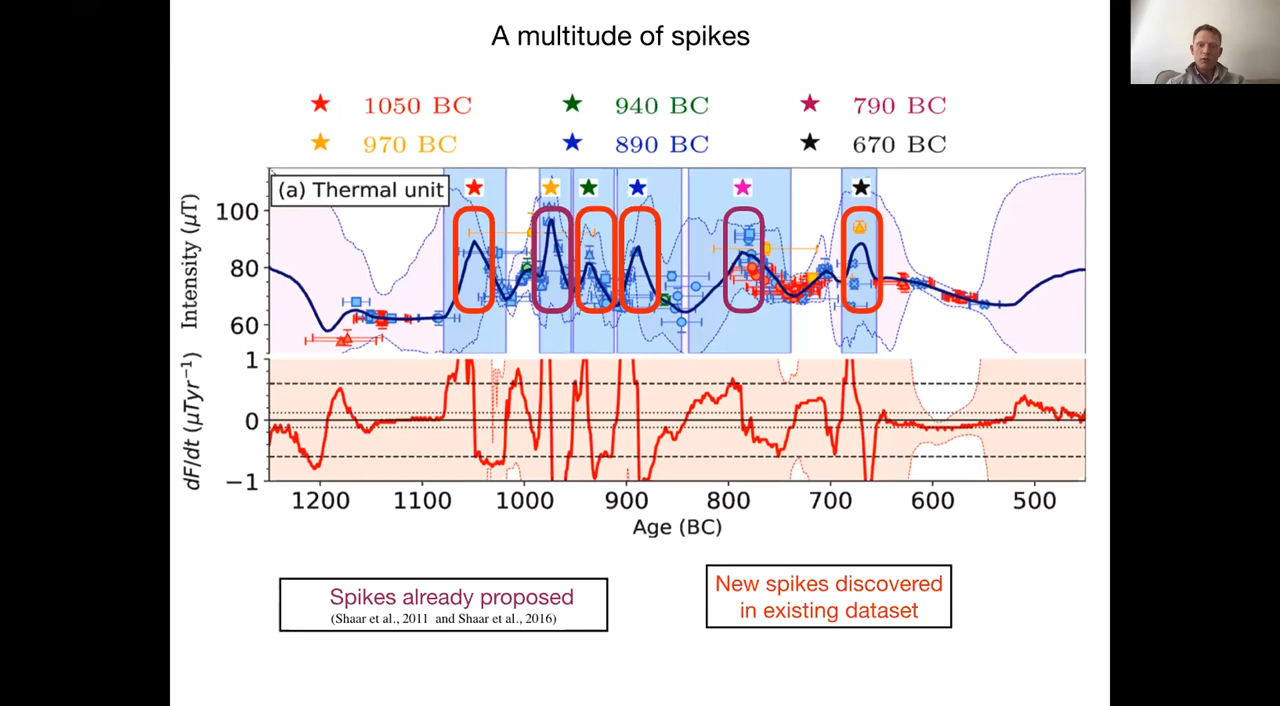 A multitude of spikes
★ 1050 BC ★ 940 BC ★ 790 BC
★ 970 BC ★ 890 BC ★ 670 BC
(a) Thermal unit
Intensity (μT)
100
80
60
dF/dt (μTyr⁻¹)
1
0
−1
1200 1100 1000 900 800 700 600 500
Age (BC)
Spikes already proposed
(Shaar et al., 2011 and Shaar et al., 2016)
New spikes discovered
in existing dataset